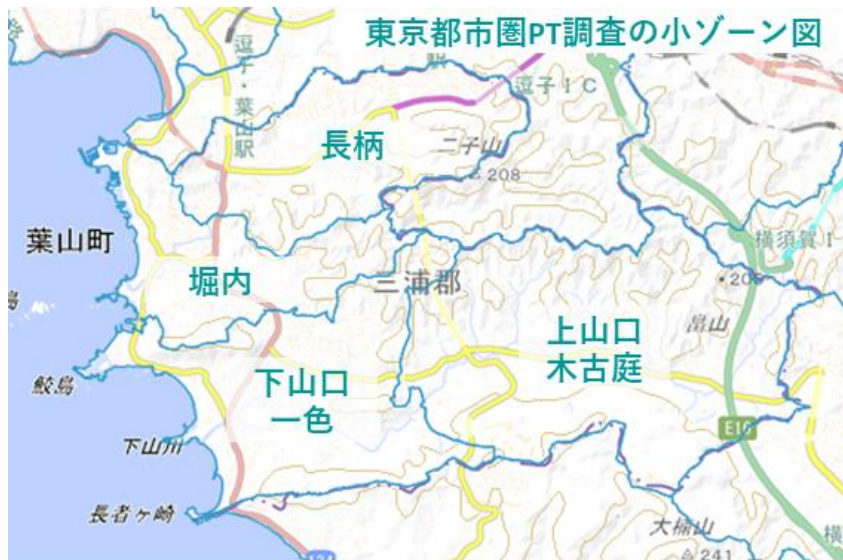 東京都市圏PT調査の小ゾーン図
逗子・葉山駅
逗子IC
長柄
二子山
208
葉山町
堀内
三浦郡
横須賀I
畠山
上山口
木古庭
鮫島
下山口
一色
下山川
E16
長者ヶ崎
大楠山
241
134